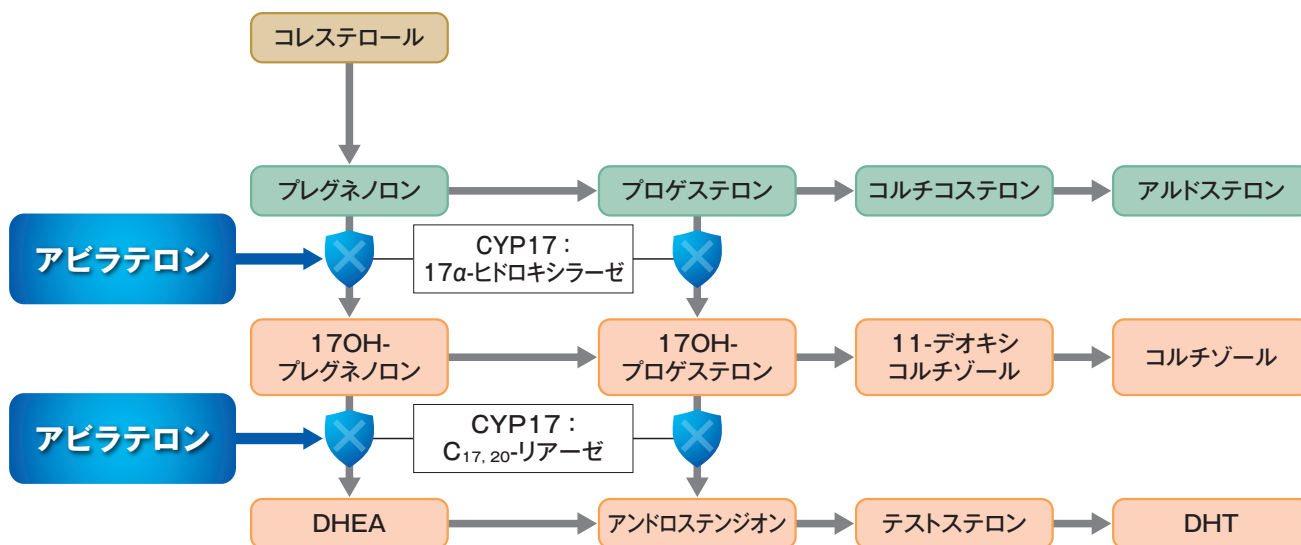 コレステロール
プレグネノロン
プロゲステロン
コルチコステロン
アルドステロン
アビラテロン
CYP17：
17α-ヒドロキシラーゼ
17OH-
プレグネノロン
17OH-
プロゲステロン
11-デオキシ
コルチゾール
コルチゾール
アビラテロン
CYP17：
C17, 20-リアーゼ
DHEA
アンドロステンジオン
テストステロン
DHT